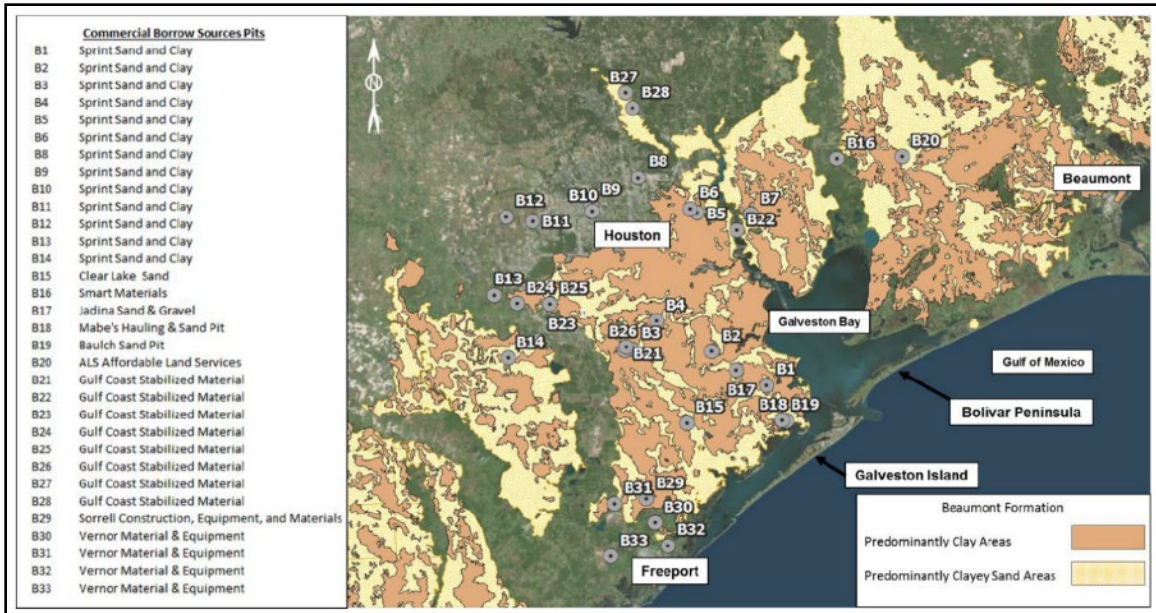 Commercial Borrow Sources Pits
B1 Sprint Sand and Clay
B2 Sprint Sand and Clay
B3 Sprint Sand and Clay
B4 Sprint Sand and Clay
B5 Sprint Sand and Clay
B6 Sprint Sand and Clay
B8 Sprint Sand and Clay
B9 Sprint Sand and Clay
B10 Sprint Sand and Clay
B11 Sprint Sand and Clay
B12 Sprint Sand and Clay
B13 Sprint Sand and Clay
B14 Sprint Sand and Clay
B15 Clear Lake Sand
B16 Smart Materials
B17 Jadina Sand & Gravel
B18 Mabe's Hauling & Sand Pit
B19 Baulch Sand Pit
B20 ALS Affordable Land Services
B21 Gulf Coast Stabilized Material
B22 Gulf Coast Stabilized Material
B23 Gulf Coast Stabilized Material
B24 Gulf Coast Stabilized Material
B25 Gulf Coast Stabilized Material
B26 Gulf Coast Stabilized Material
B27 Gulf Coast Stabilized Material
B28 Gulf Coast Stabilized Material
B29 Sorrell Construction, Equipment, and Materials
B30 Vernor Material & Equipment
B31 Vernor Material & Equipment
B32 Vernor Material & Equipment
B33 Vernor Material & Equipment
N
B27
B28
B16
B20
B8
Beaumont
B12
B10
B9
B6
B7
B11
B5
B22
Houston
B13
B24
B25
B23
B4
Galveston Bay
B26
B3
B2
B14
B21
B1
Gulf of Mexico
B17
B15
B18
B19
Bolivar Peninsula
Galveston Island
B31
B29
B30
B32
B33
Freeport
Beaumont Formation
Predominantly Clay Areas
Predominantly Clayey Sand Areas